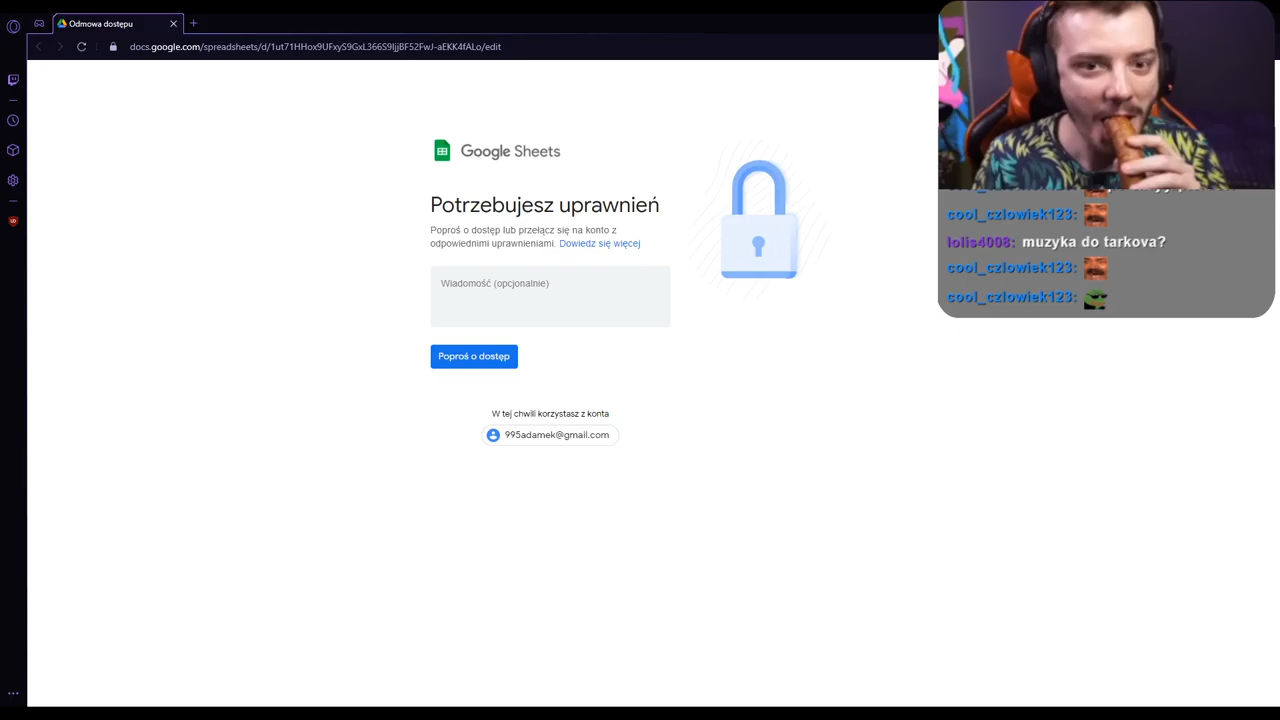 Odmowa dostępu
docs.google.com/spreadsheets/d/1ut71HHox9UFxyS9GxL366S9IjjBF52FwJ-aEKK4fALo/edit
Google Sheets
Potrzebujesz uprawnień
Poproś o dostęp lub przełącz się na konto z
odpowiednimi uprawnieniami. Dowiedz się więcej
Wiadomość (opcjonalnie)
Poproś o dostęp
W tej chwili korzystasz z konta
995adamek@gmail.com
cool_czlowiek123:
lolis4008: muzyka do tarkova?
cool_czlowiek123:
cool_czlowiek123: